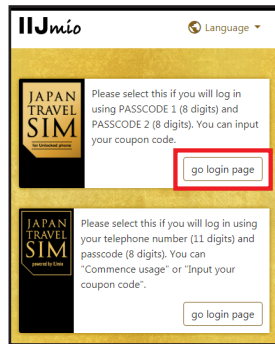 IIJmio
Language
JAPAN
TRAVEL
SIM
for Unlocked phone
Please select this if you will log in
using PASSCODE 1 (8 digits) and
PASSCODE 2 (8 digits). You can input
your coupon code.
go login page
JAPAN
TRAVEL
SIM
powered by IIJmio
Please select this if you will log in using
your telephone number (11 digits) and
passcode (8 digits). You can
"Commence usage" or "Input your
coupon code".
go login page